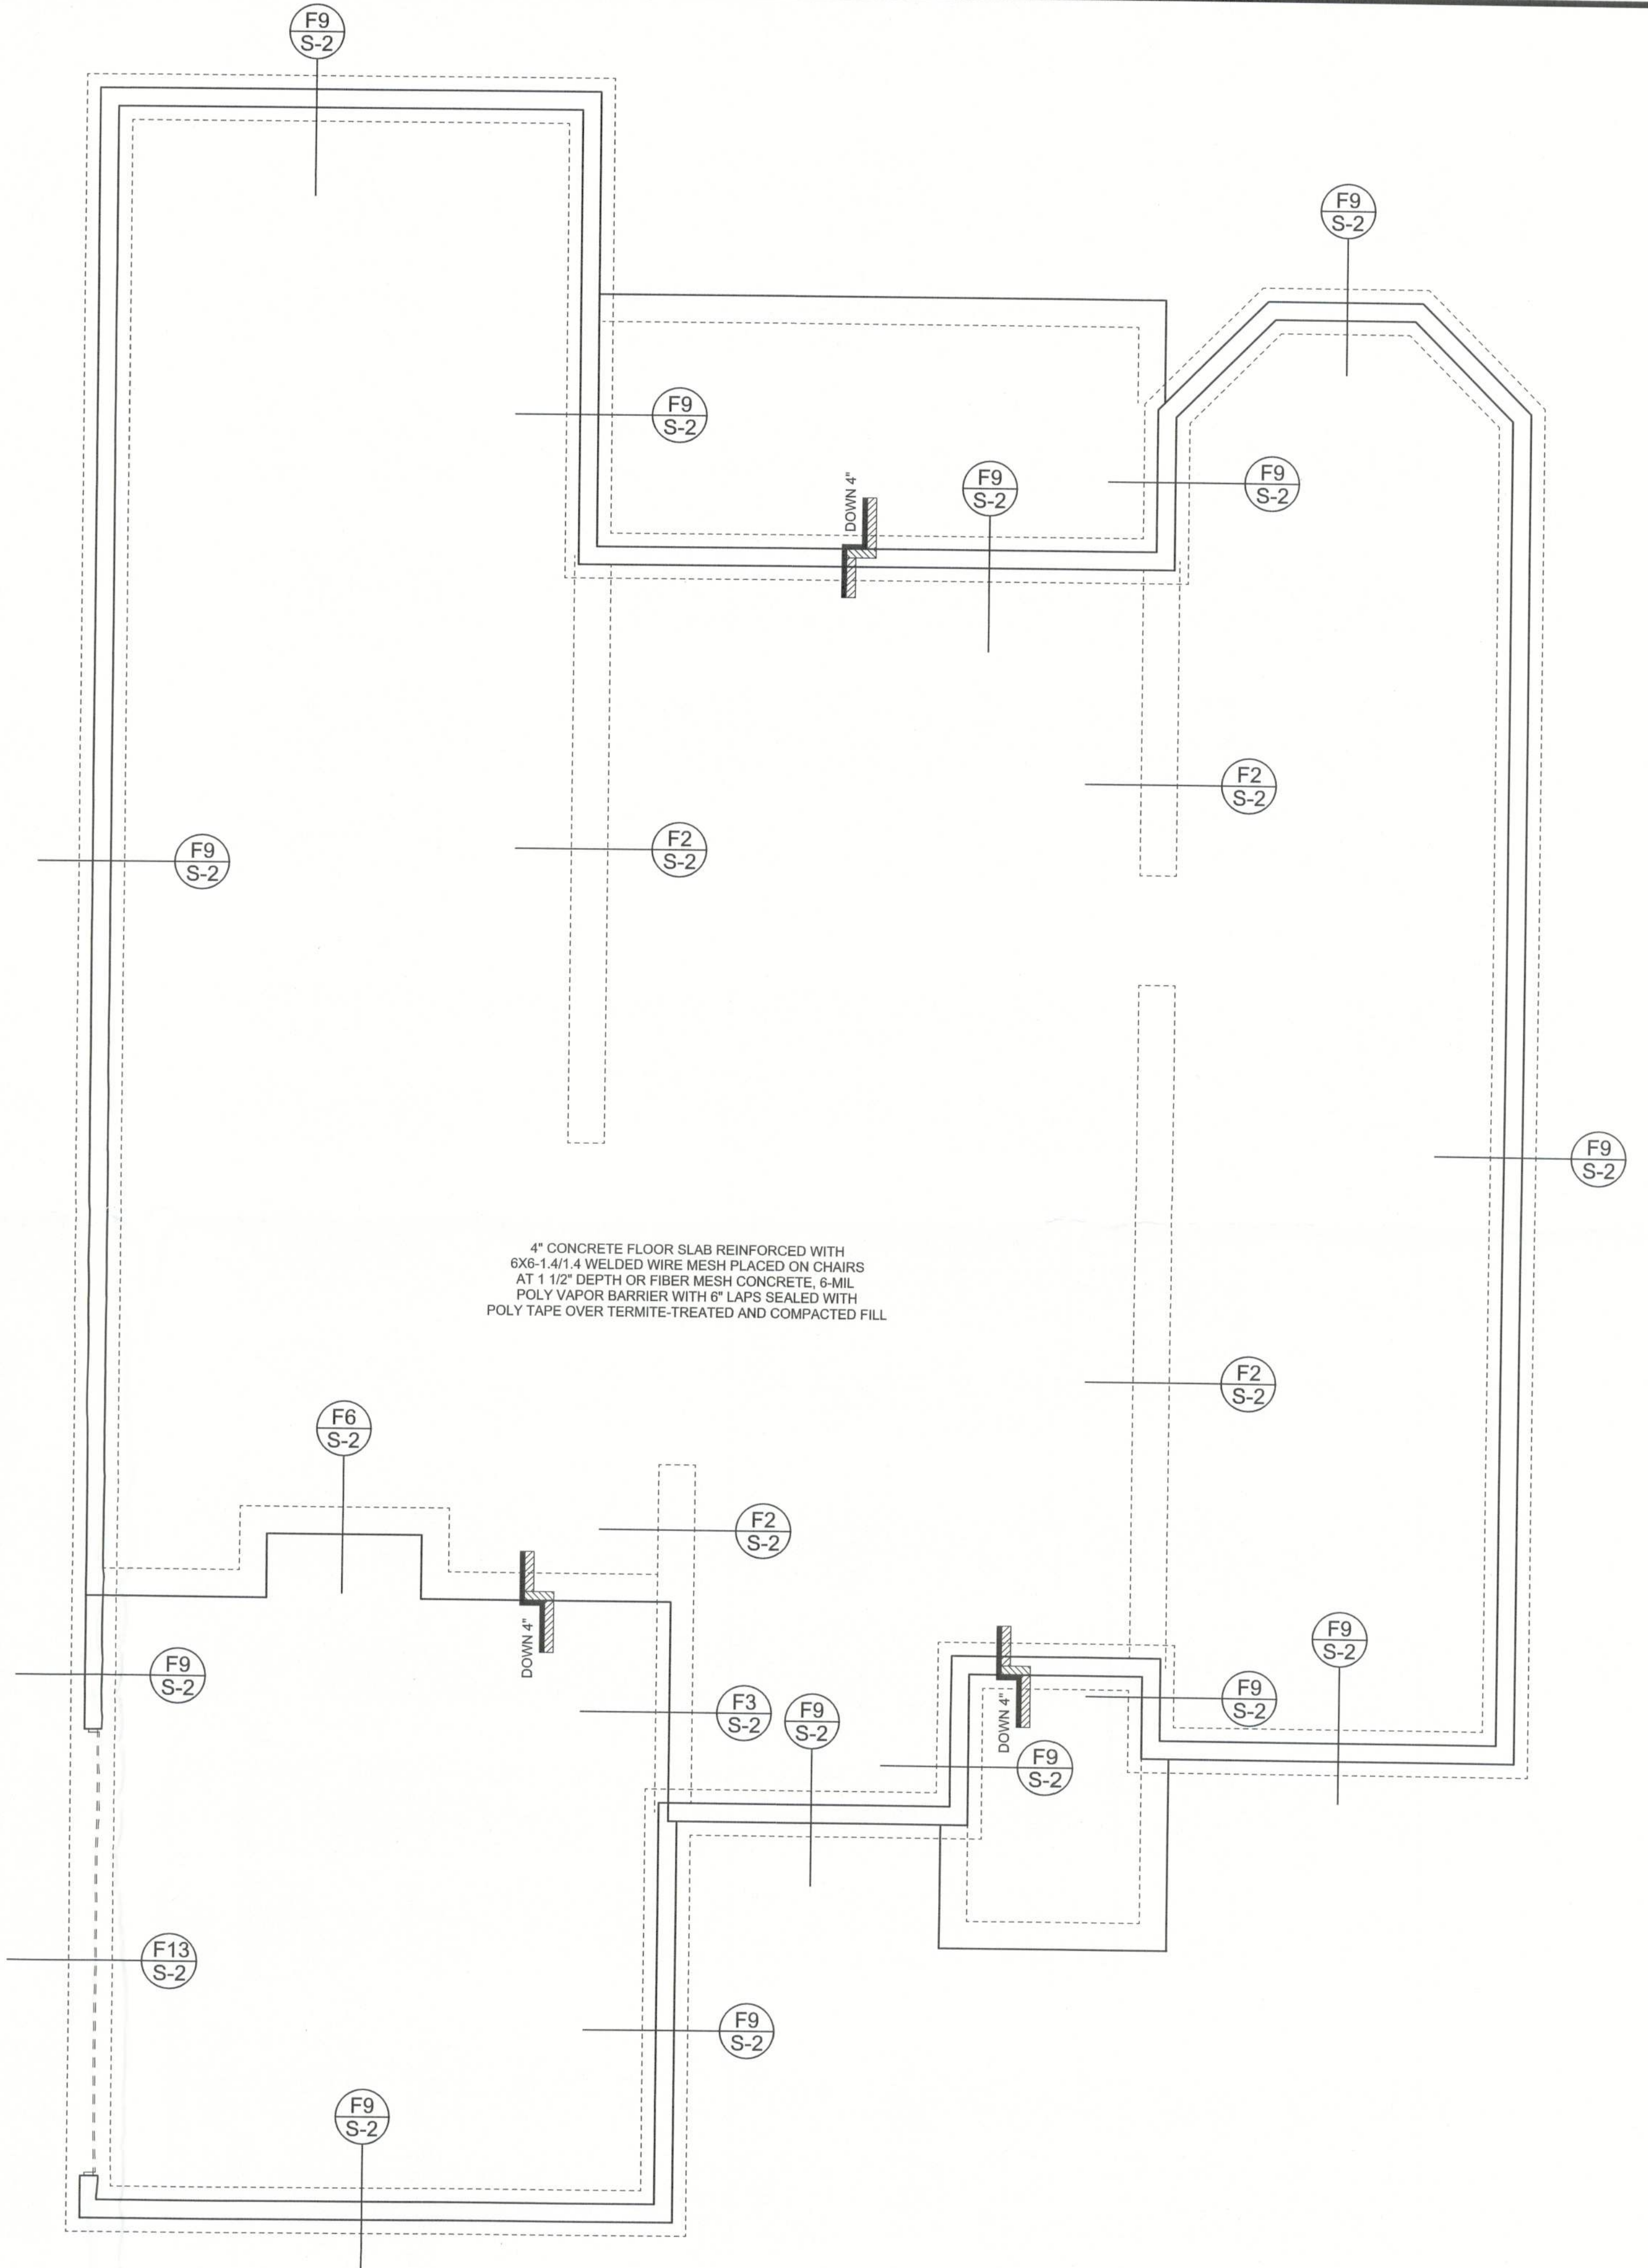 F9
S-2
F9
S-2
F9
S-2
DOWN 4"
F9
S-2
F9
S-2
F2
S-2
F2
S-2
F9
S-2
F9
S-2
4" CONCRETE FLOOR SLAB REINFORCED WITH
6X6-1.4/1.4 WELDED WIRE MESH PLACED ON CHAIRS
AT 1 1/2" DEPTH OR FIBER MESH CONCRETE, 6-MIL
POLY VAPOR BARRIER WITH 6" LAPS SEALED WITH
POLY TAPE OVER TERMITE-TREATED AND COMPACTED FILL
F2
S-2
F6
S-2
F2
S-2
DOWN 4"
F9
S-2
F9
S-2
F3
S-2
F9
S-2
DOWN 4"
F9
S-2
F9
S-2
F13
S-2
F9
S-2
F9
S-2